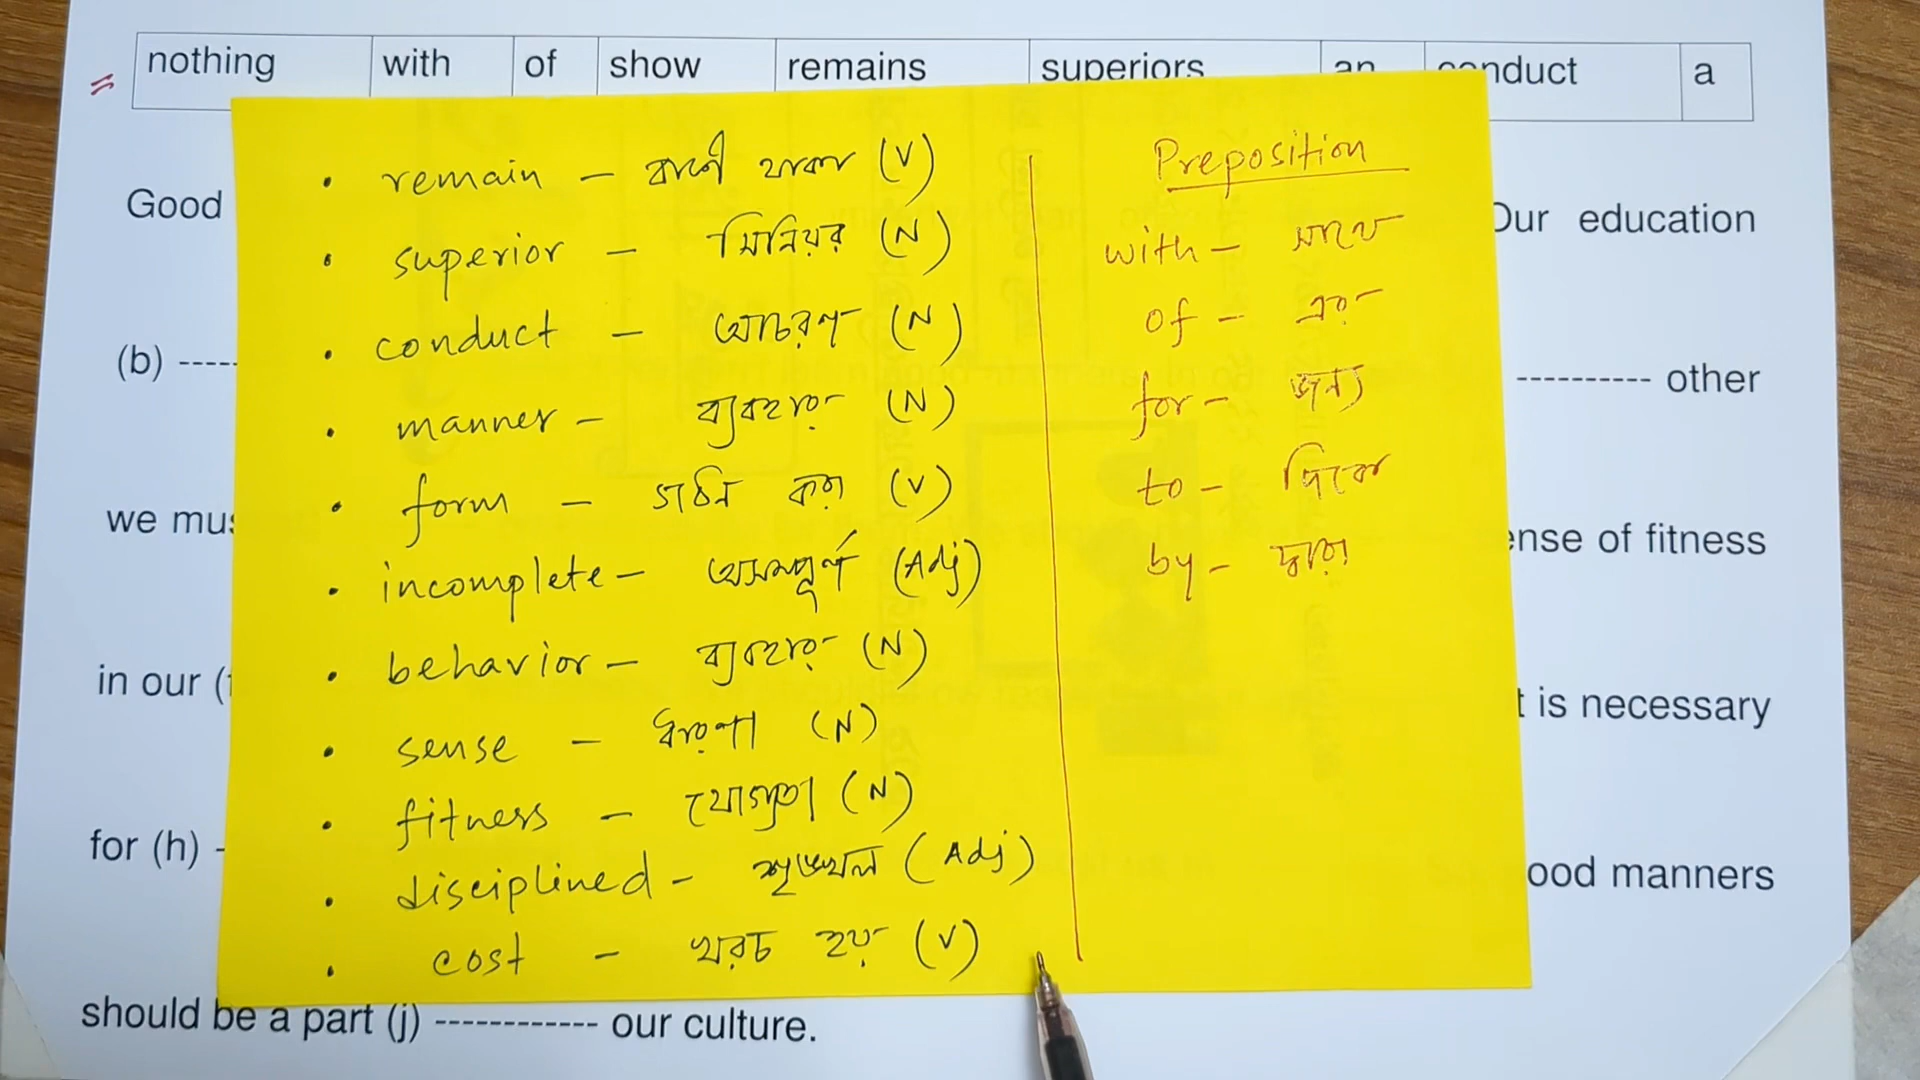 nothing with of show remains superiors an conduct a
Good Our education
(b) ----- ---------- other
we mus ense of fitness
in our ( t is necessary
for (h) - ood manners
should be a part (j) ------------ our culture.
• remain – বাকী থাকা (V)
• superior – সিনিয়র (N)
• conduct – আচরণ (N)
• manner – ব্যবহার (N)
• form – গঠন করা (V)
• incomplete – অসম্পূর্ণ (Adj)
• behavior – ব্যবহার (N)
• sense – ধারণা (N)
• fitness – যোগ্যতা (N)
• disciplined – শৃঙ্খল (Adj)
• cost – খরচ হয় (V)
Preposition
with – সাথে
of – এর
for – জন্য
to – দিকে
by – দ্বারা